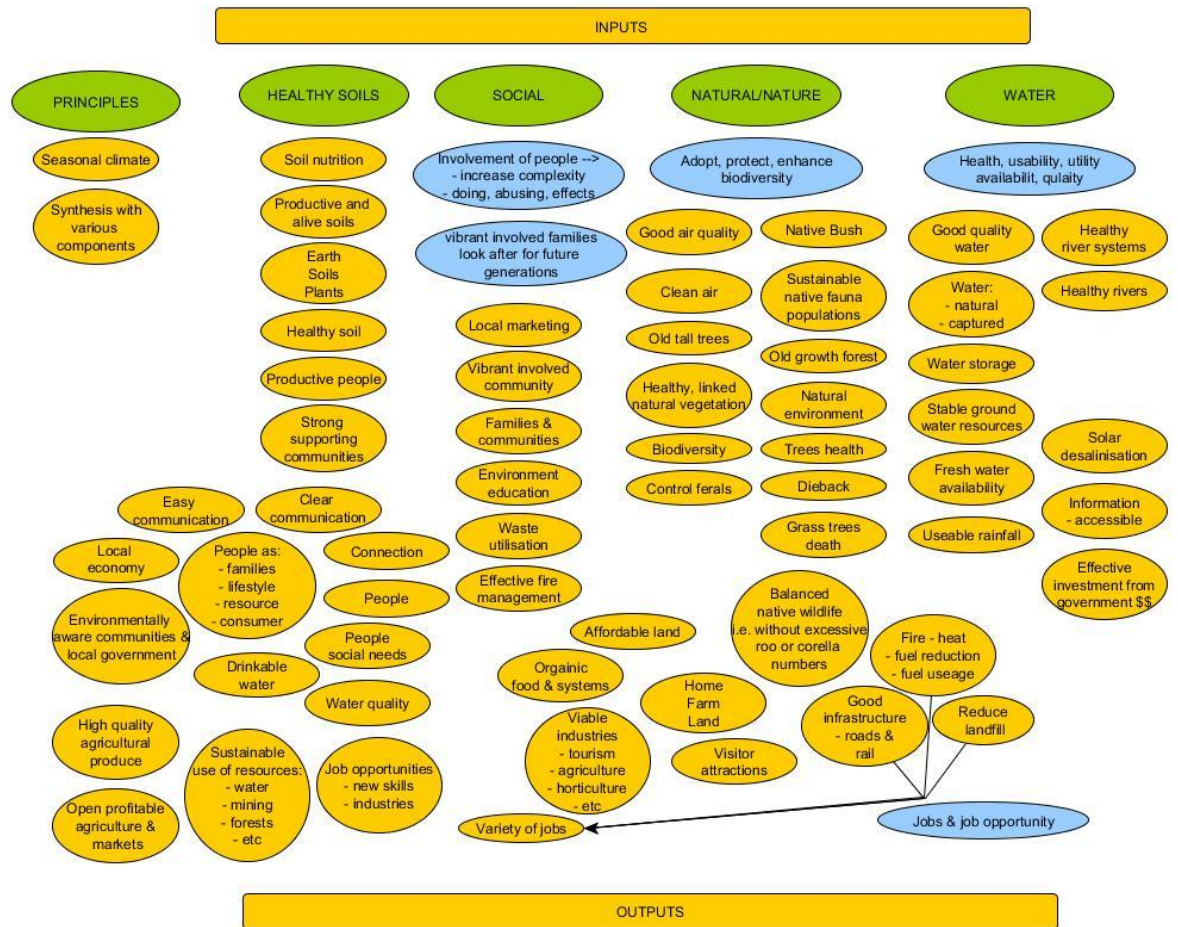 INPUTS
PRINCIPLES
HEALTHY SOILS
SOCIAL
NATURAL/NATURE
WATER
Seasonal climate
Synthesis with
various
components
Soil nutrition
Productive and
alive soils
Earth
Soils
Plants
Healthy soil
Productive people
Strong
supporting
communities
Involvement of people -->
- increase complexity
- doing, abusing, effects
vibrant involved families
look after for future
generations
Local marketing
Vibrant involved
community
Families &
communities
Environment
education
Waste
utilisation
Effective fire
management
Adopt, protect, enhance
biodiversity
Good air quality
Clean air
Old tall trees
Healthy, linked
natural vegetation
Biodiversity
Control ferals
Native Bush
Sustainable
native fauna
populations
Old growth forest
Natural
environment
Trees health
Dieback
Grass trees
death
Health, usability, utility
availabilit, qulaity
Good quality
water
Water:
- natural
- captured
Water storage
Stable ground
water resources
Fresh water
availability
Useable rainfall
Healthy
river systems
Healthy rivers
Solar
desalinisation
Information
- accessible
Effective
investment from
government $$
Easy
communication
Clear
communication
Local
economy
People as:
- families
- lifestyle
- resource
- consumer
Connection
People
Environmentally
aware communities &
local government
People
social needs
Drinkable
water
Water quality
High quality
agricultural
produce
Sustainable
use of resources:
- water
- mining
- forests
- etc
Job opportunities
- new skills
- industries
Open profitable
agriculture &
markets
Affordable land
Orgainic
food & systems
Home
Farm
Land
Viable
industries
- tourism
- agriculture
- horticulture
- etc
Visitor
attractions
Variety of jobs
Balanced
native wildlife
i.e. without excessive
roo or corella
numbers
Fire - heat
- fuel reduction
- fuel useage
Good
infrastructure
- roads &
rail
Reduce
landfill
Jobs & job opportunity
OUTPUTS